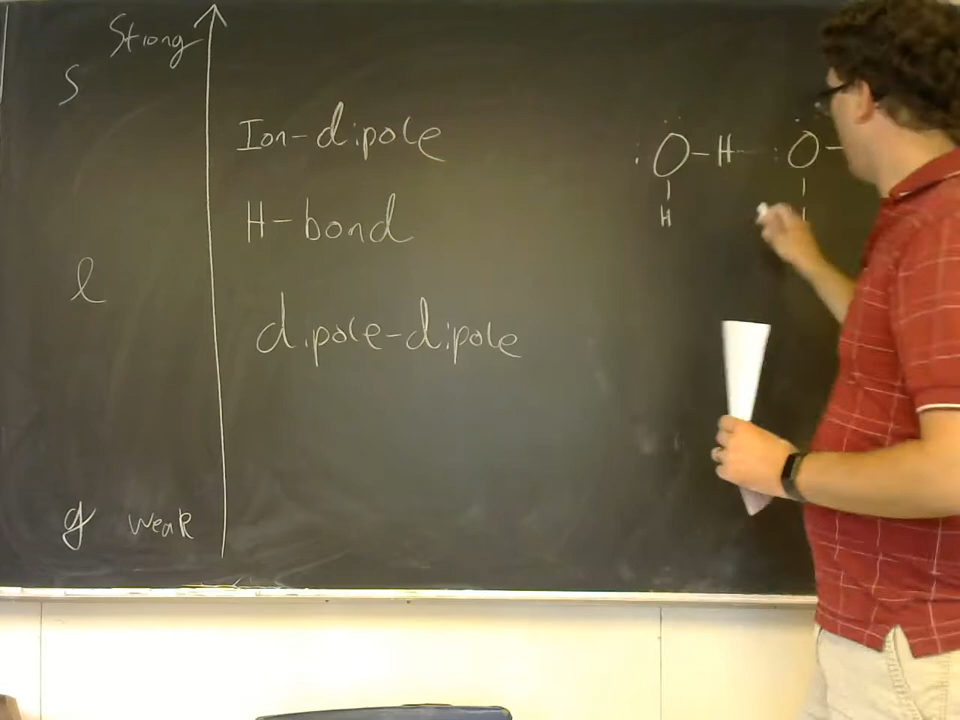 Strong
s
Ion-dipole
:O-H :O-
H
H-bond
l
dipole-dipole
g weak